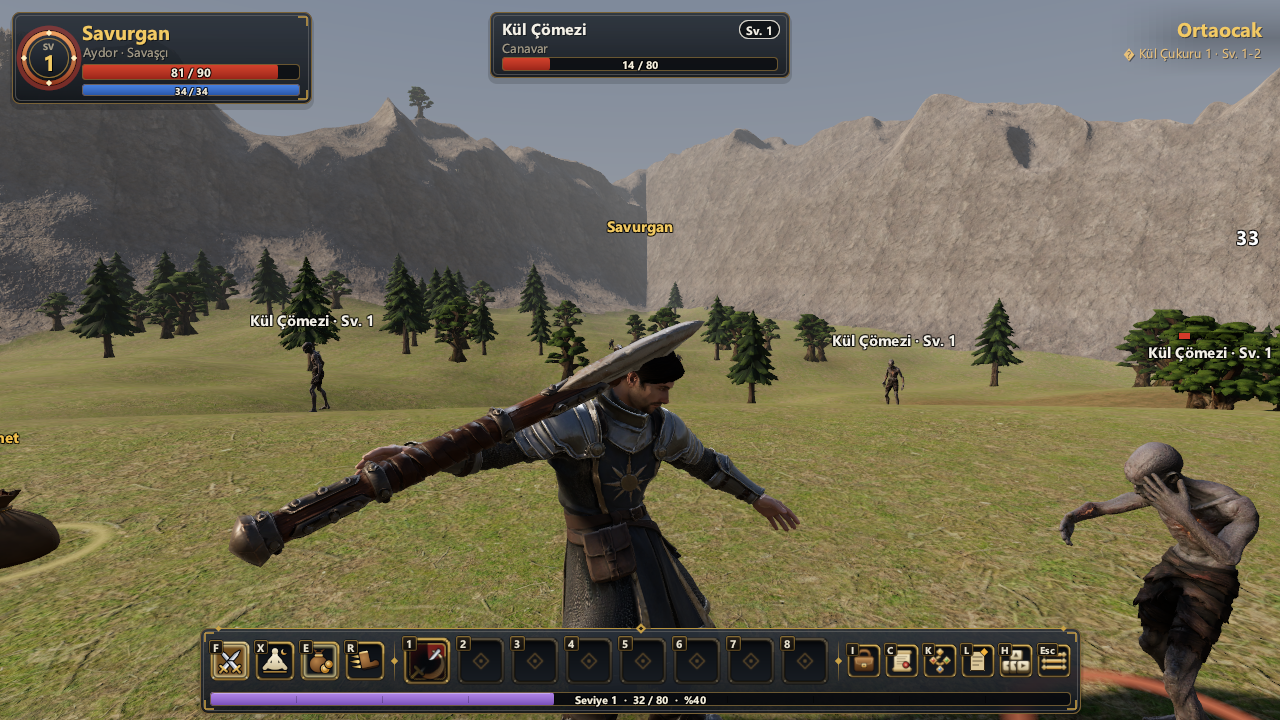 Savurgan
SV
1
Aydor · Savaşçı
81 / 90
34 / 34
Kül Çömezi
Sv. 1
Canavar
14 / 80
Ortaocak
Kül Çukuru 1 · Sv. 1-2
Savurgan
33
Kül Çömezi · Sv. 1
Kül Çömezi · Sv. 1
Kül Çömezi · Sv. 1
net
F
X
E
R
1
2
3
4
5
6
7
8
I
C
K
L
H
Esc
Seviye 1 · 32 / 80 · %40